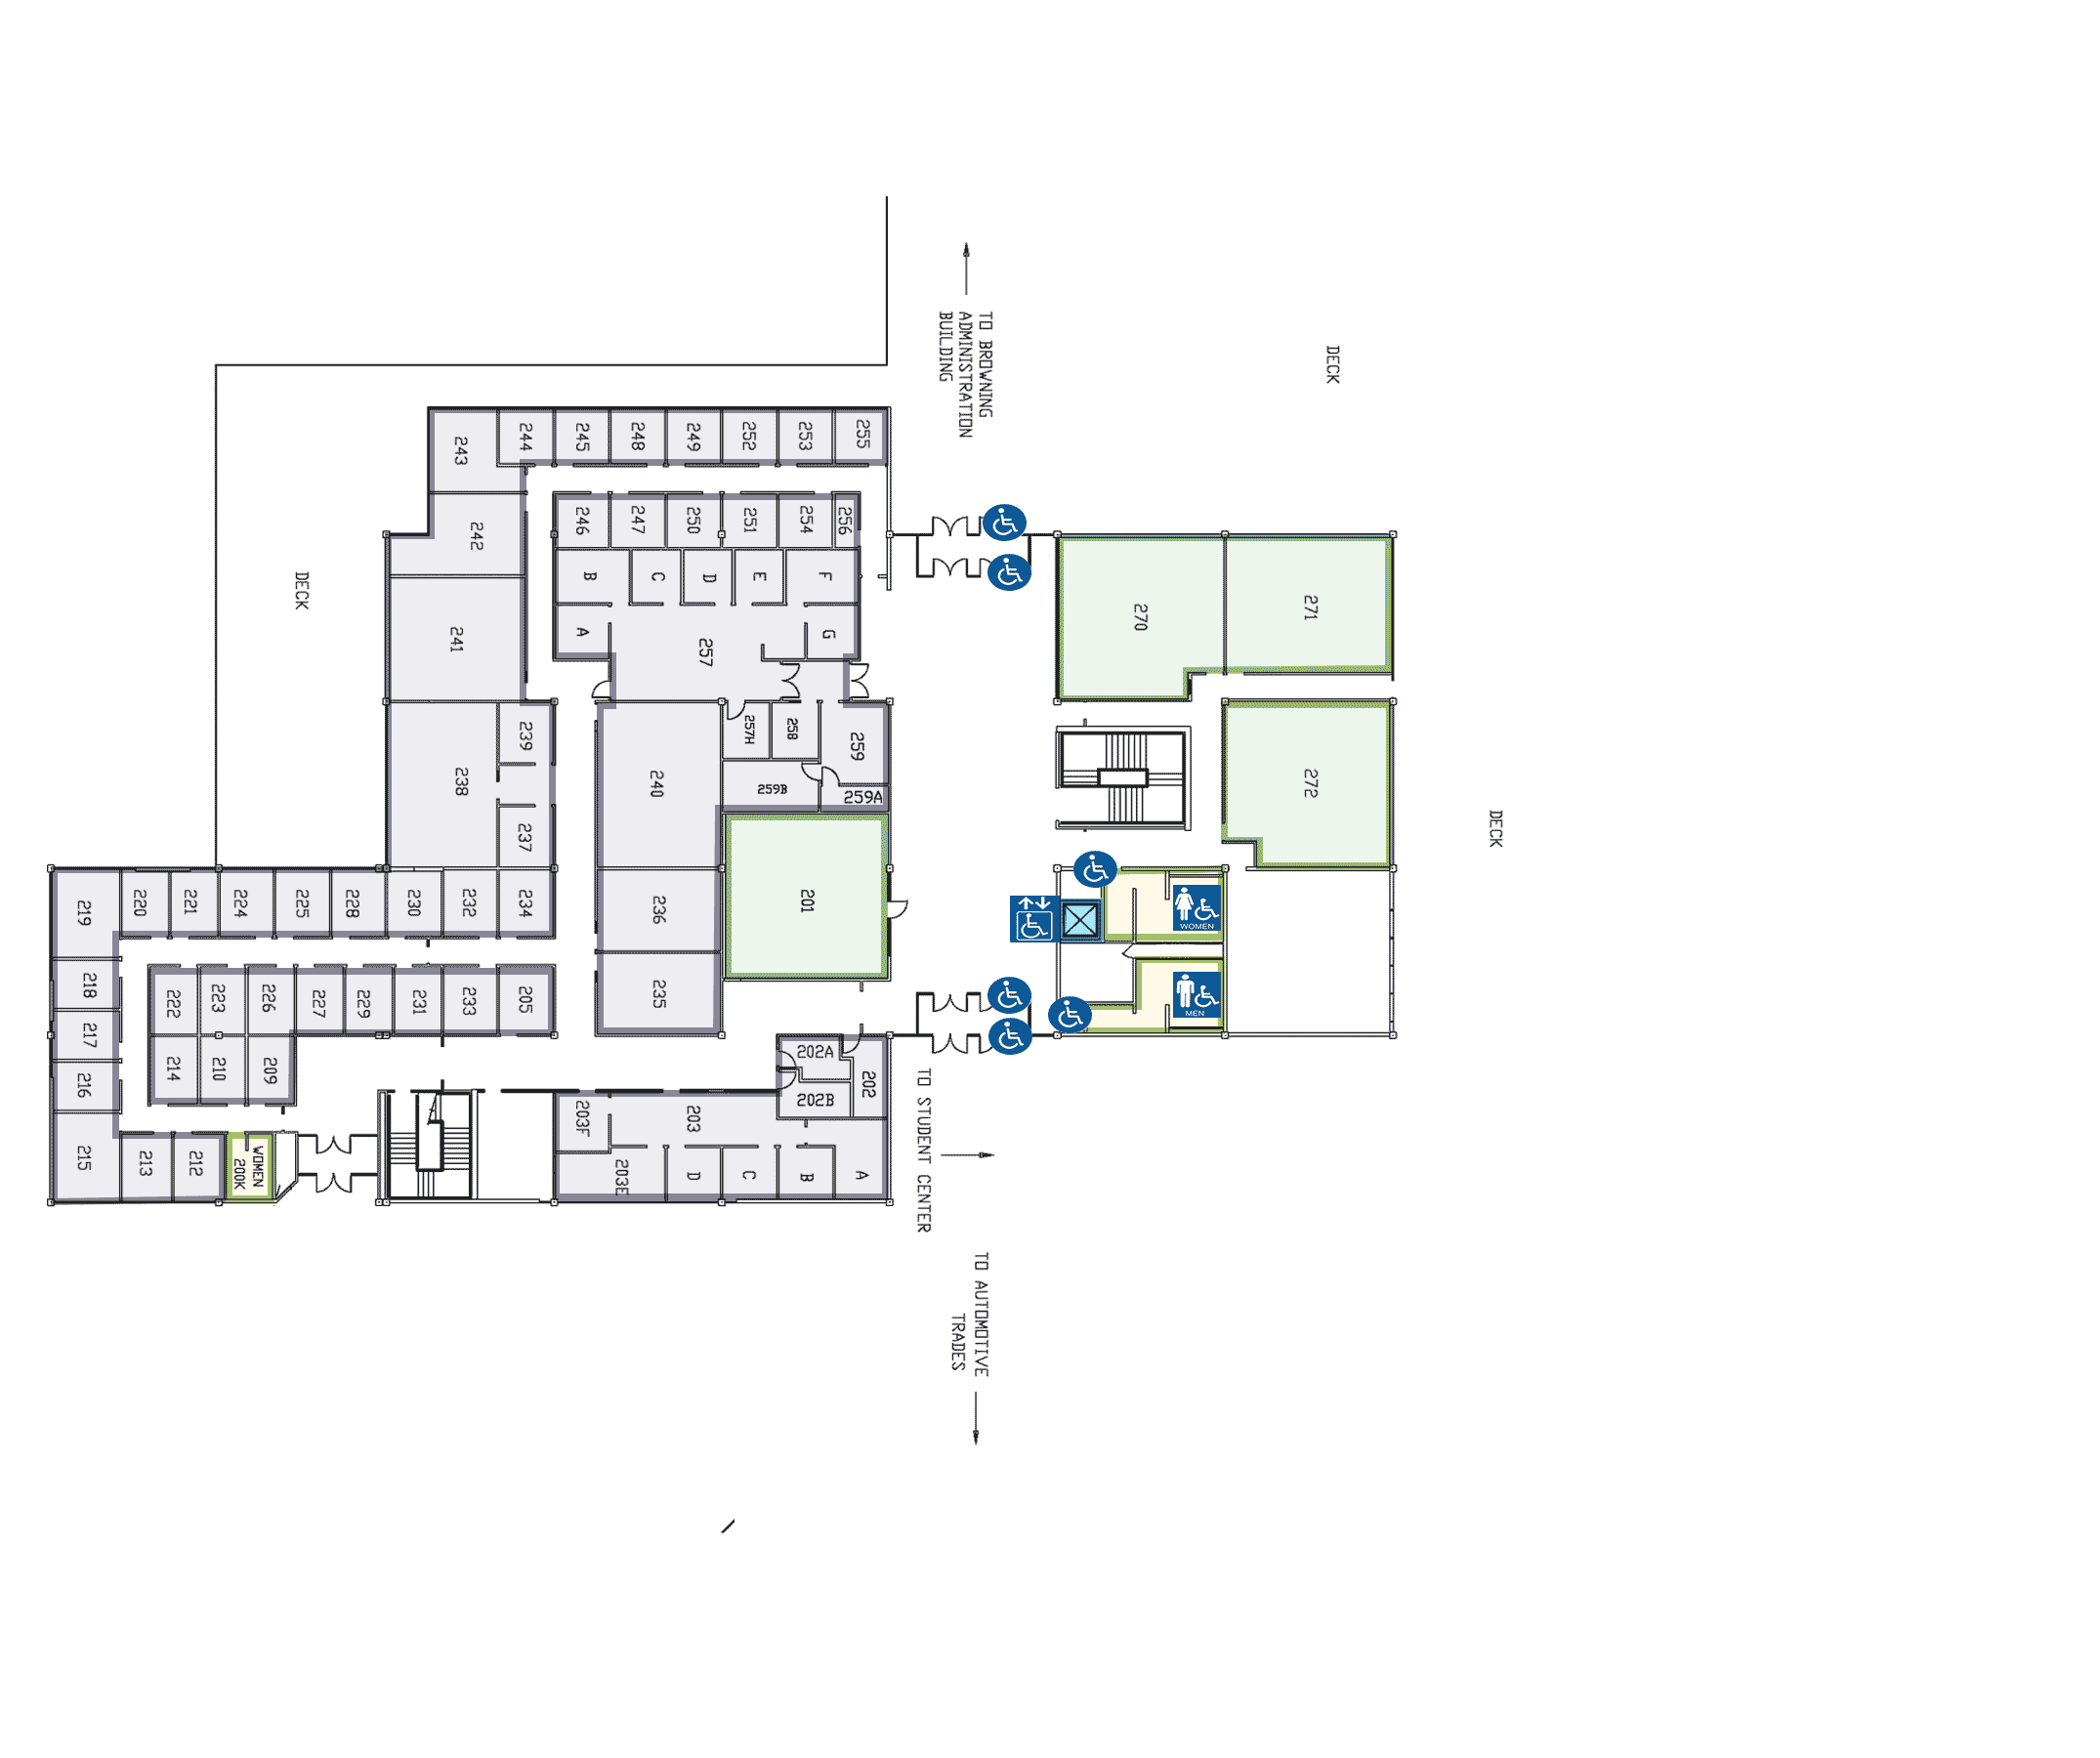 TO BROWNING
ADMINISTRATION
BUILDING
DECK
243
244
245
248
249
252
253
255
242
246
247
250
251
254
256
DECK
B
C
D
E
F
A
257
G
241
270
271
239
238
237
240
257H
258
259
259B
259A
272
DECK
219
220
221
224
225
228
230
232
234
236
201
WOMEN
218
222
223
226
227
229
231
233
205
235
MEN
217
216
214
210
209
202A
202
202B
203F
203
215
213
212
WOMEN
200K
203E
D
C
B
A
TO STUDENT CENTER
TO AUTOMOTIVE
TRADES